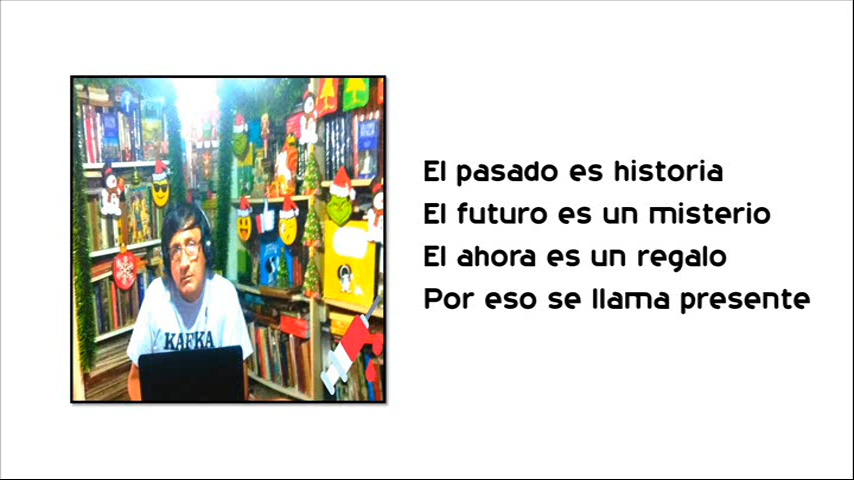 KAFKA
El pasado es historia
El futuro es un misterio
El ahora es un regalo
Por eso se llama presente